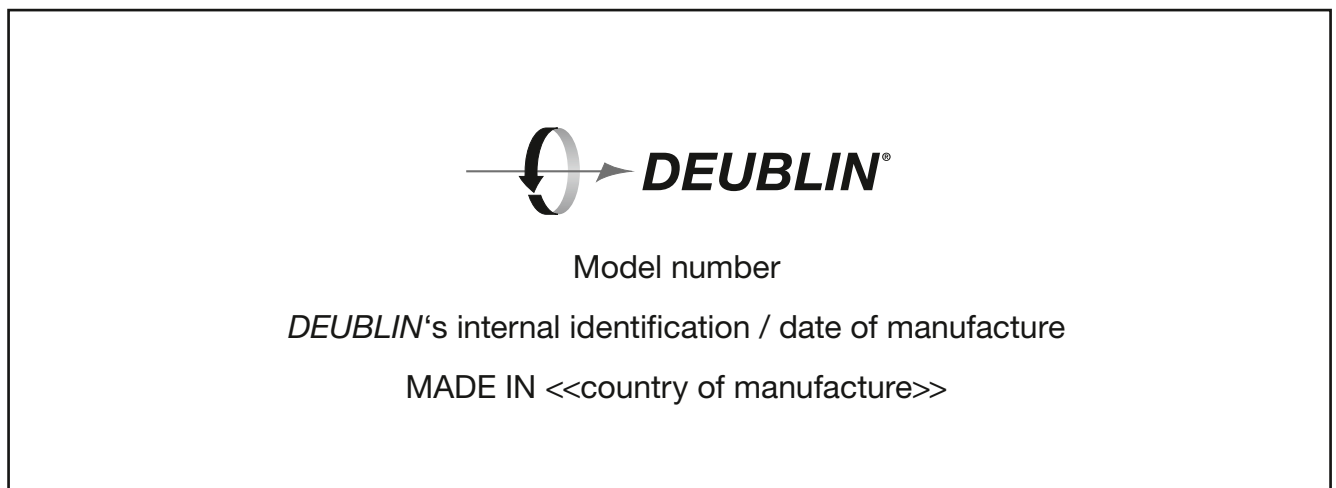 DEUBLIN®
Model number
DEUBLIN‘s internal identification / date of manufacture
MADE IN <<country of manufacture>>